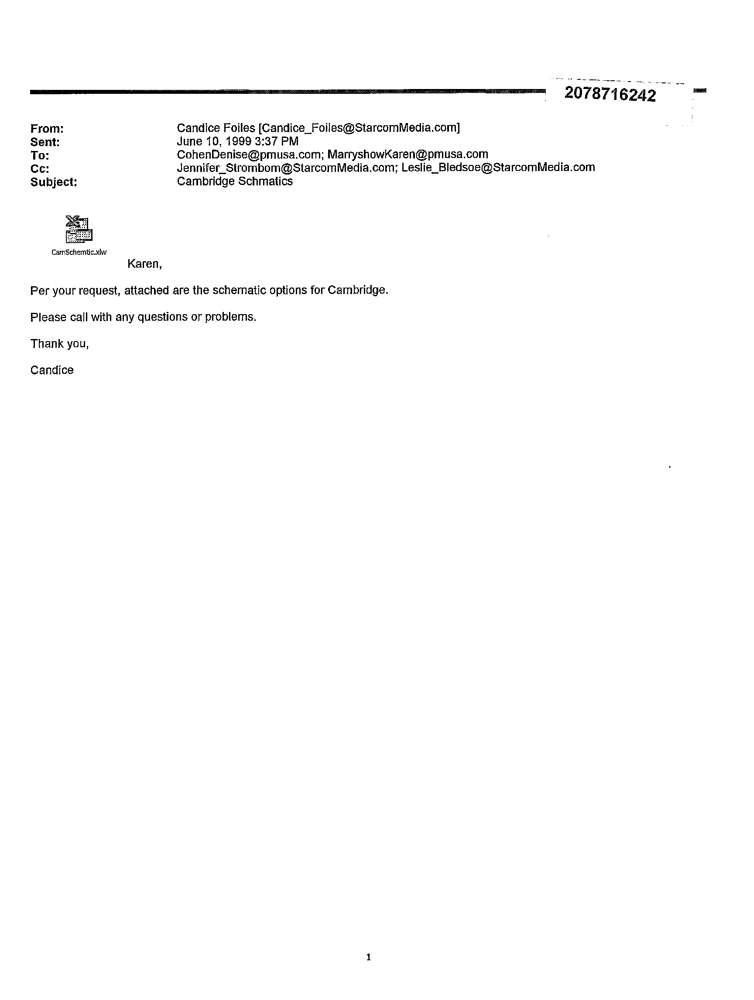 2078716242
From: Candice Foiles [Candice_Foiles@StarcomMedia.com]
Sent: June 10, 1999 3:37 PM
To: CohenDenise@pmusa.com; MarryshowKaren@pmusa.com
Cc: Jennifer_Strombom@StarcomMedia.com; Leslie_Bledsoe@StarcomMedia.com
Subject: Cambridge Schmatics
CamSchemtic.xlw
Karen,
Per your request, attached are the schematic options for Cambridge.
Please call with any questions or problems.
Thank you,
Candice
1